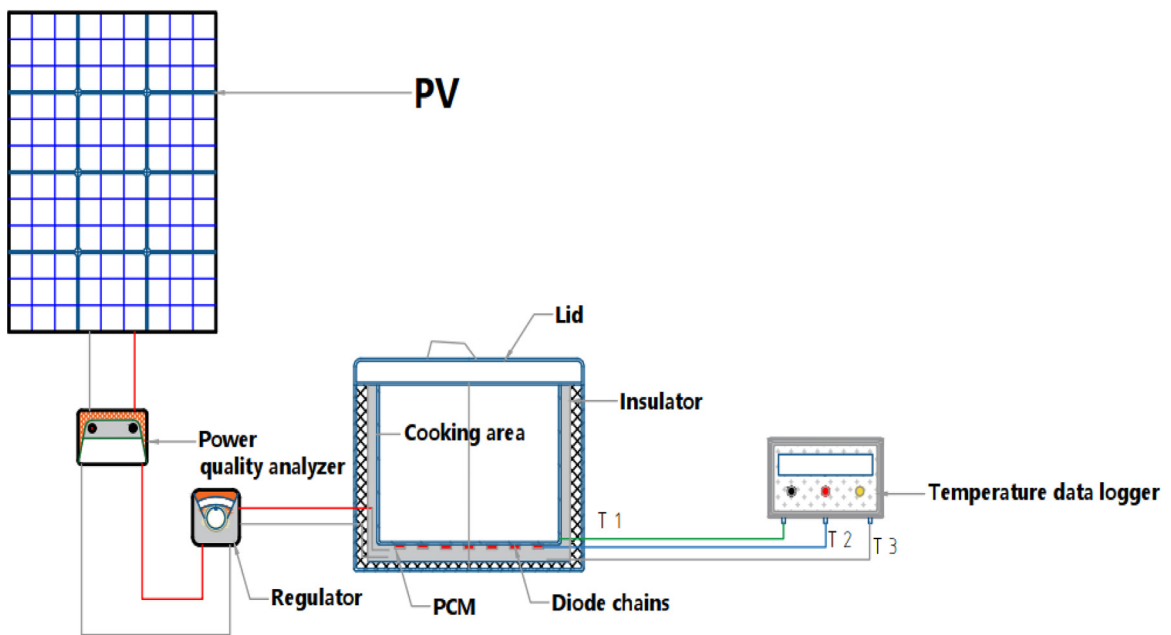 PV
Lid
Insulator
Cooking area
Power
quality analyzer
Temperature data logger
T 1
T 2
T 3
Regulator
PCM
Diode chains